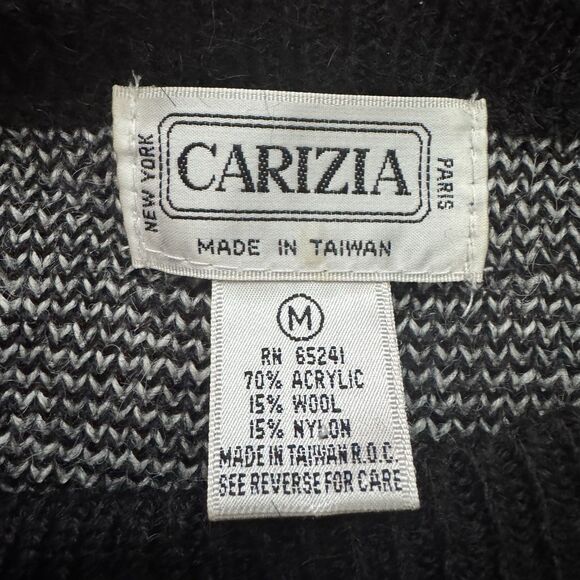 NEW YORK
CARIZIA
PARIS
MADE IN TAIWAN
M
RN 65241
70% ACRYLIC
15% WOOL
15% NYLON
MADE IN TAIWAN R.O.C.
SEE REVERSE FOR CARE